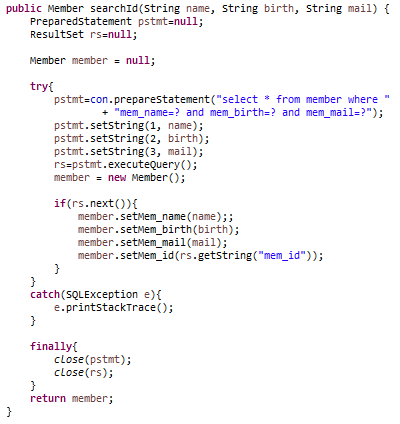 public Member searchId(String name, String birth, String mail) {
    PreparedStatement pstmt=null;
    ResultSet rs=null;
    Member member = null;
    try{
        pstmt=con.prepareStatement("select * from member where "
                + "mem_name=? and mem_birth=? and mem_mail=?");
        pstmt.setString(1, name);
        pstmt.setString(2, birth);
        pstmt.setString(3, mail);
        rs=pstmt.executeQuery();
        member = new Member();
        if(rs.next()){
            member.setMem_name(name);;
            member.setMem_birth(birth);
            member.setMem_mail(mail);
            member.setMem_id(rs.getString("mem_id"));
        }
    }
    catch(SQLException e){
        e.printStackTrace();
    }
    finally{
        close(pstmt);
        close(rs);
    }
    return member;
}